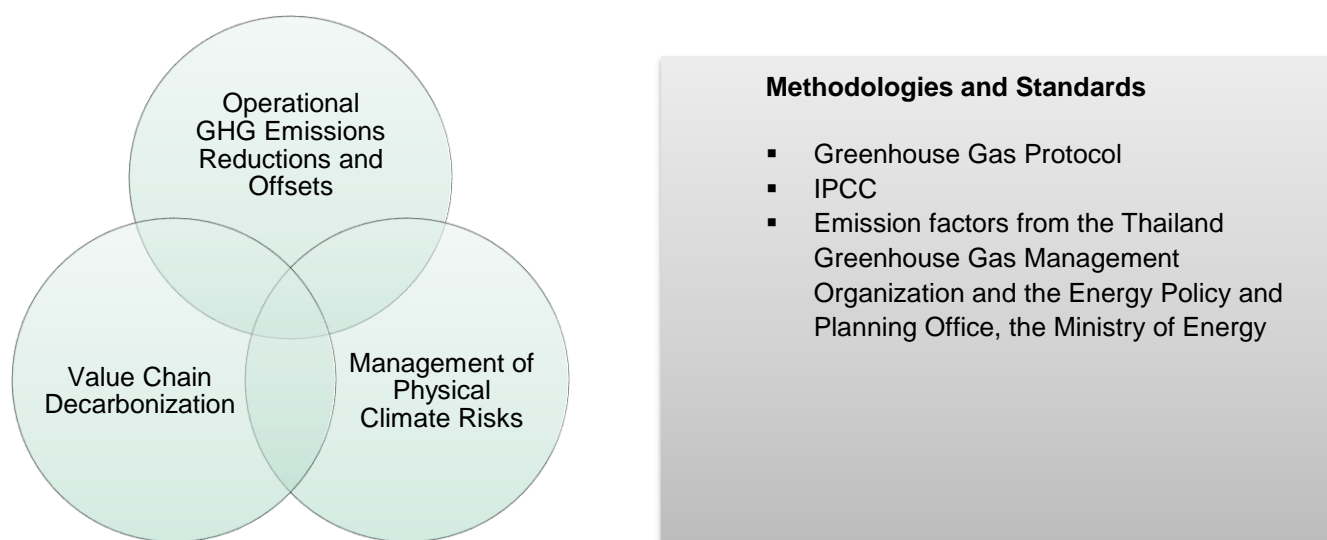 Operational
GHG Emissions
Reductions and
Offsets
Value Chain
Decarbonization
Management of
Physical
Climate Risks
Methodologies and Standards
▪ Greenhouse Gas Protocol
▪ IPCC
▪ Emission factors from the Thailand
Greenhouse Gas Management
Organization and the Energy Policy and
Planning Office, the Ministry of Energy